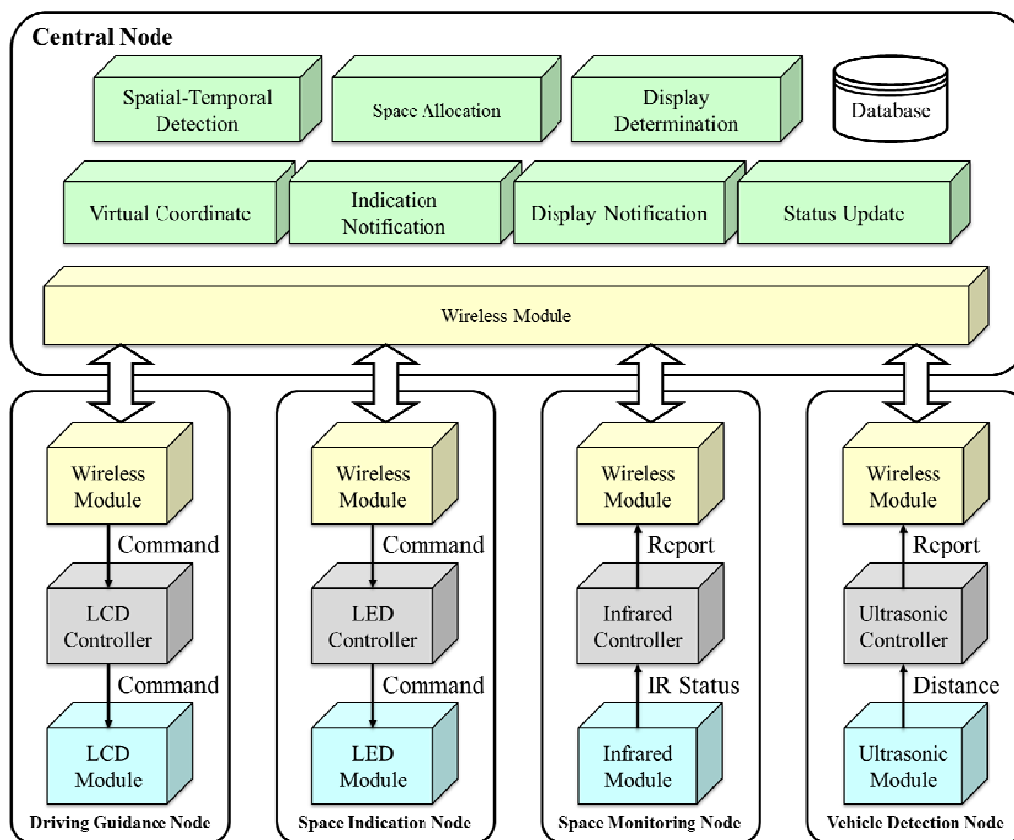 Central Node
Spatial-Temporal
Detection
Space Allocation
Display
Determination
Database
Virtual Coordinate
Indication
Notification
Display Notification
Status Update
Wireless Module
Wireless
Module
Command
LCD
Controller
Command
LCD
Module
Driving Guidance Node
Wireless
Module
Command
LED
Controller
Command
LED
Module
Space Indication Node
Wireless
Module
Report
Infrared
Controller
IR Status
Infrared
Module
Space Monitoring Node
Wireless
Module
Report
Ultrasonic
Controller
Distance
Ultrasonic
Module
Vehicle Detection Node